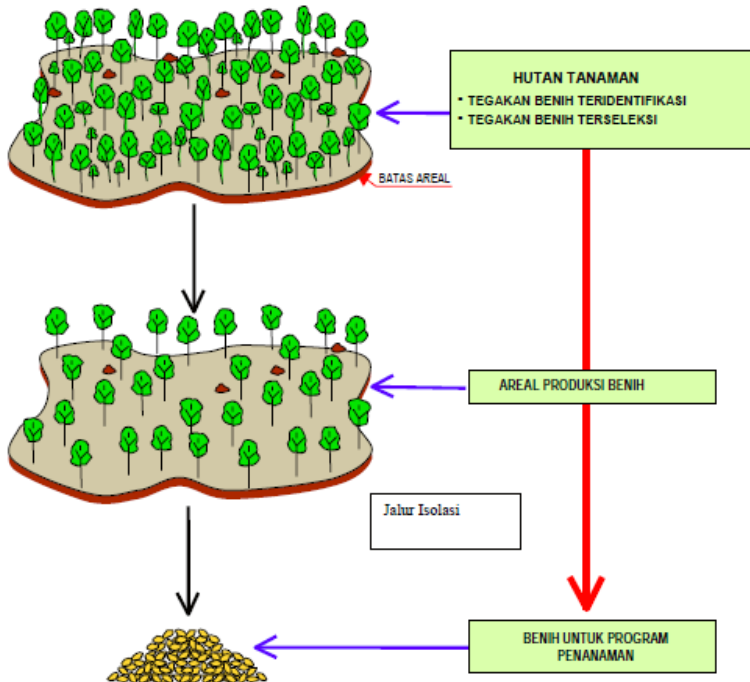 HUTAN TANAMAN
• TEGAKAN BENIH TERIDENTIFIKASI
• TEGAKAN BENIH TERSELEKSI
BATAS AREAL
AREAL PRODUKSI BENIH
Jalur Isolasi
BENIH UNTUK PROGRAM
PENANAMAN